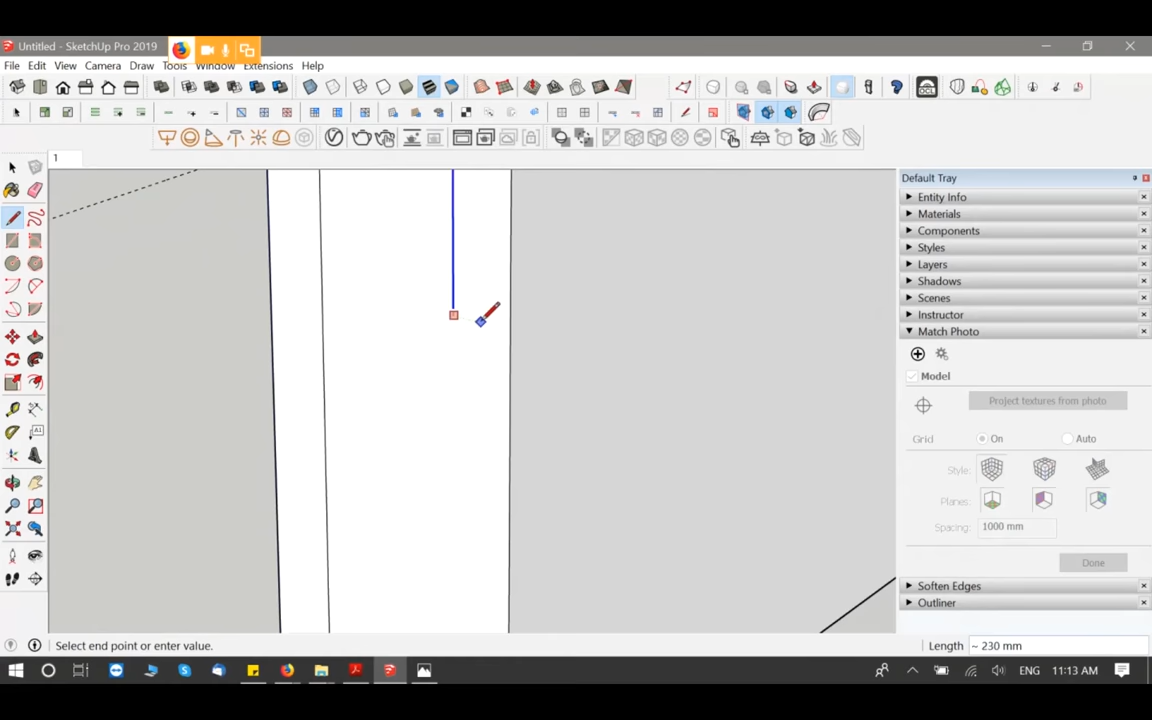 Untitled - SketchUp Pro 2019
File Edit View Camera Draw Tools Window Extensions Help
1
Default Tray
Entity Info
Materials
Components
Styles
Layers
Shadows
Scenes
Instructor
Match Photo
Model
Project textures from photo
Grid On Auto
Style:
Planes:
Spacing: 1000 mm
Done
Soften Edges
Outliner
Select end point or enter value. Length ~ 230 mm
ENG 11:13 AM